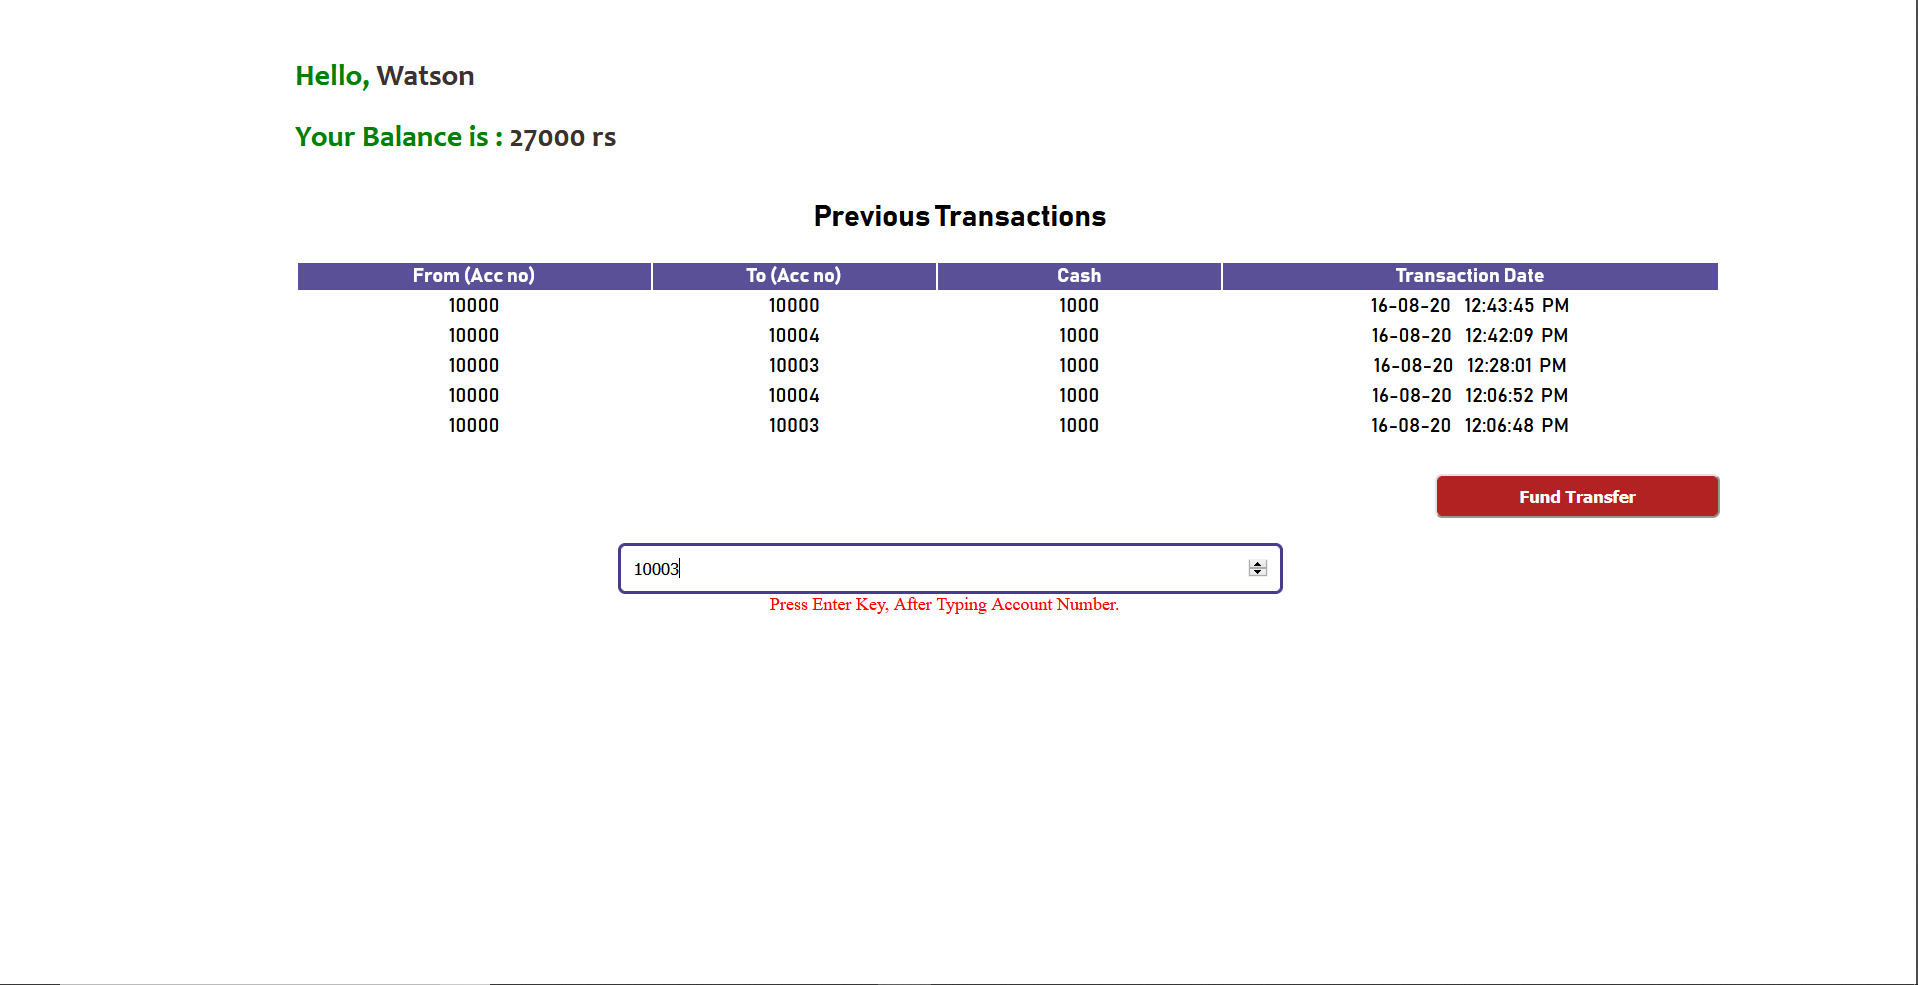 Hello, Watson
Your Balance is : 27000 rs
Previous Transactions
From (Acc no) To (Acc no) Cash Transaction Date
10000 10000 1000 16-08-20 12:43:45 PM
10000 10004 1000 16-08-20 12:42:09 PM
10000 10003 1000 16-08-20 12:28:01 PM
10000 10004 1000 16-08-20 12:06:52 PM
10000 10003 1000 16-08-20 12:06:48 PM
Fund Transfer
10003
Press Enter Key, After Typing Account Number.